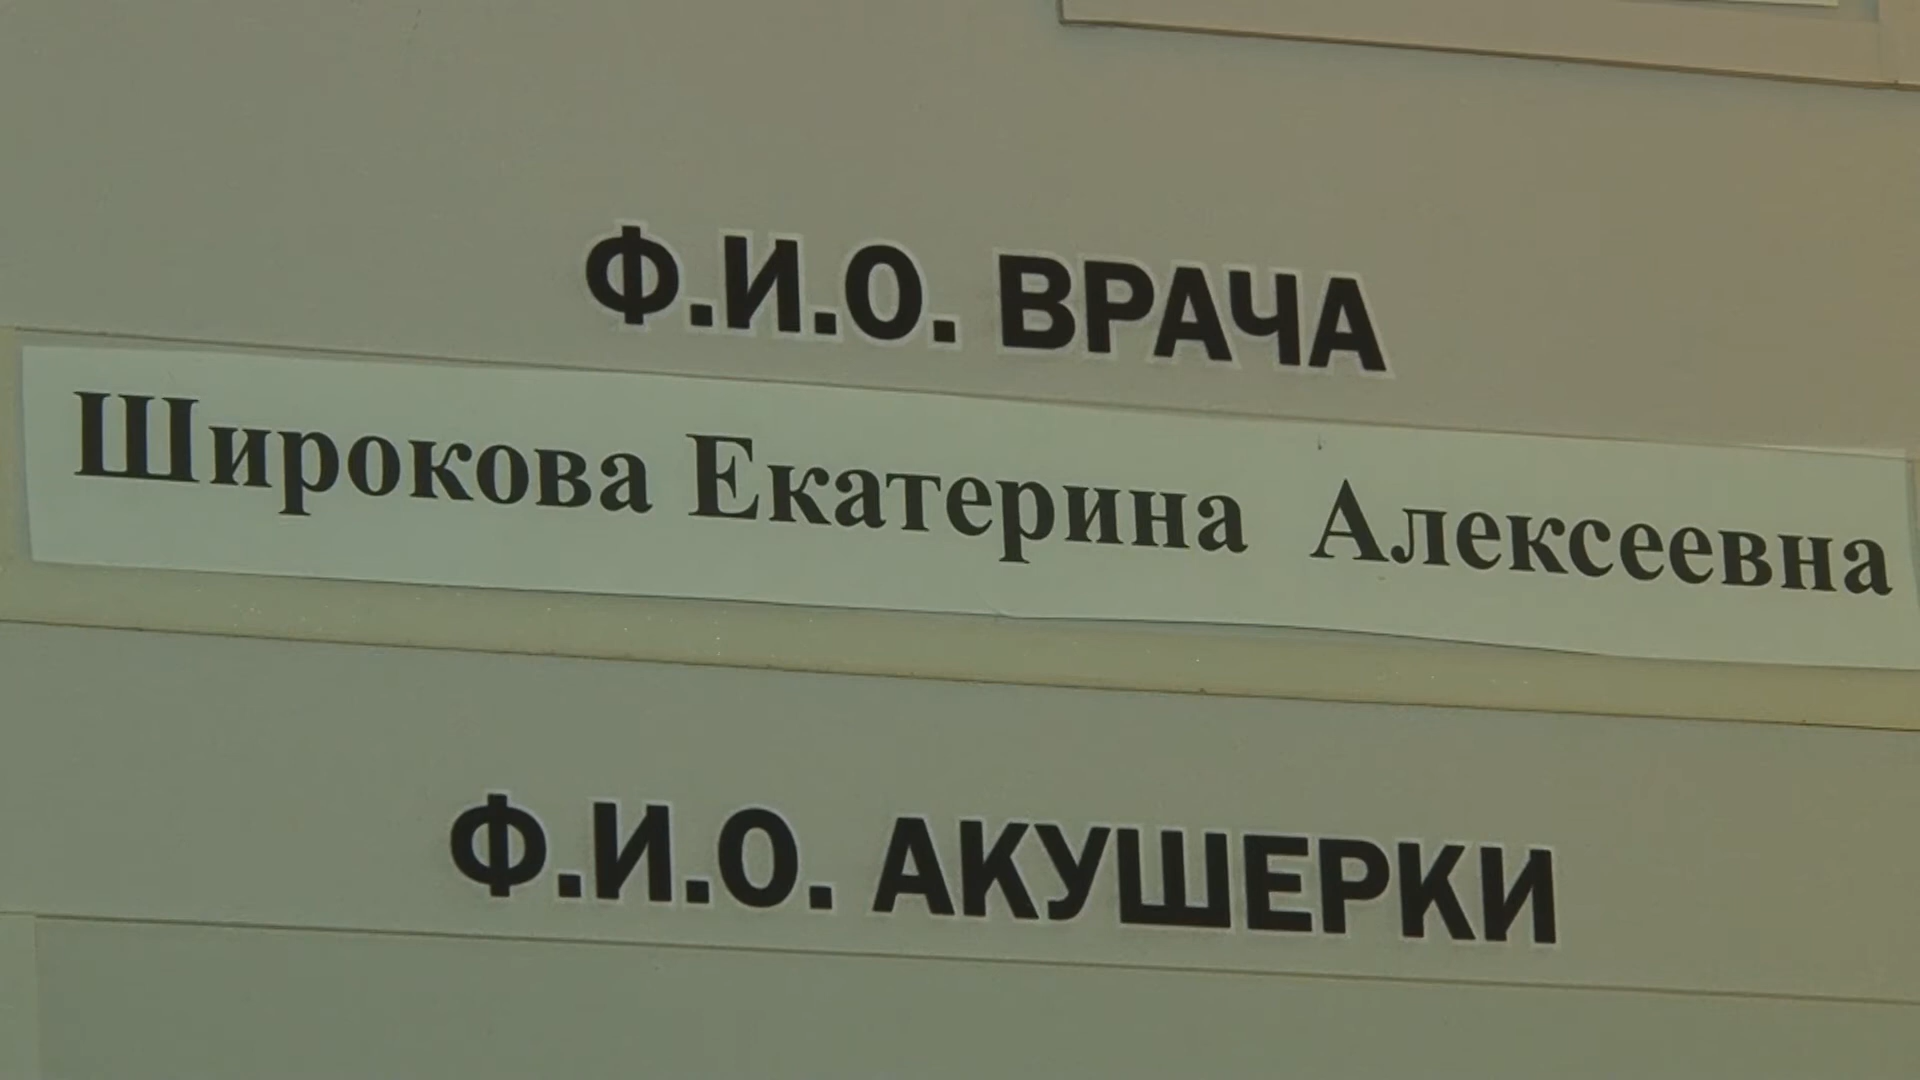 Ф.И.О. ВРАЧА
Широкова Екатерина Алексеевна
Ф.И.О. АКУШЕРКИ